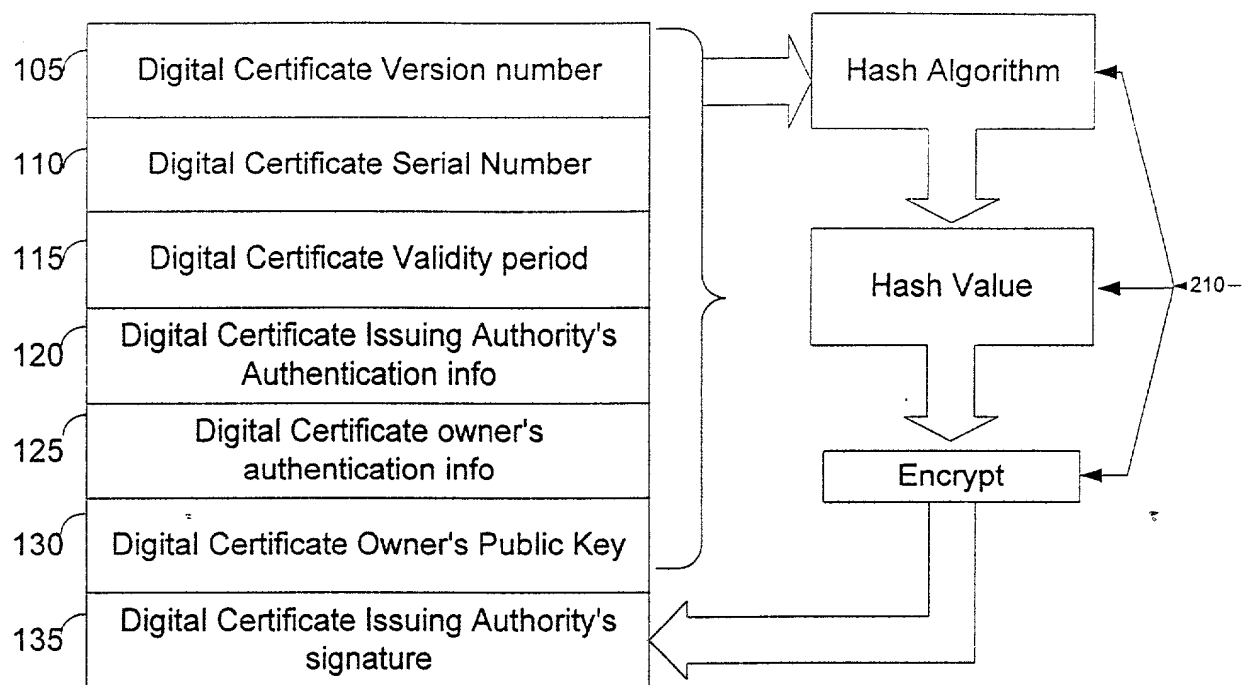 105
Digital Certificate Version number
110
Digital Certificate Serial Number
115
Digital Certificate Validity period
120
Digital Certificate Issuing Authority's
Authentication info
125
Digital Certificate owner's
authentication info
130
Digital Certificate Owner's Public Key
135
Digital Certificate Issuing Authority's
signature
Hash Algorithm
Hash Value
Encrypt
210